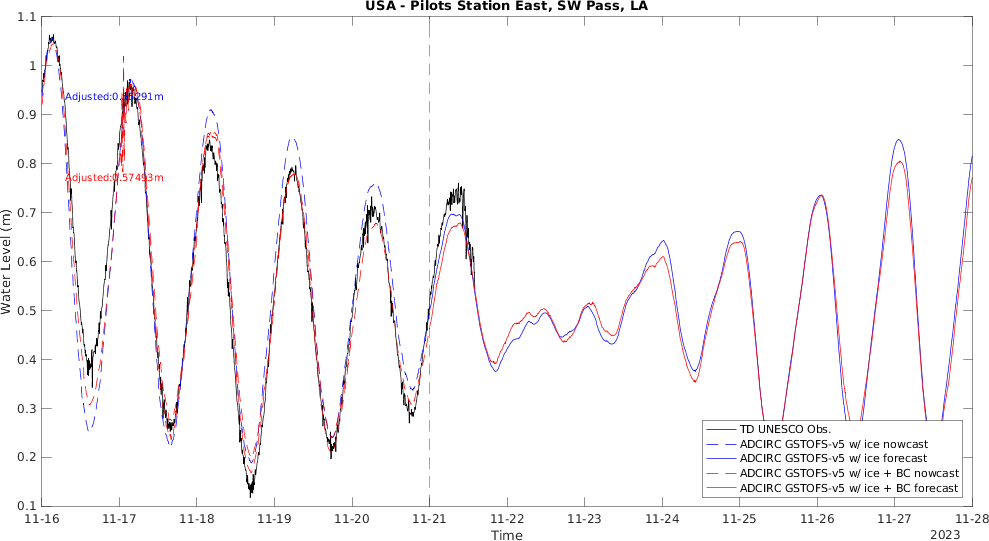 USA - Pilots Station East, SW Pass, LA
1.1
1
0.9
0.8
0.7
0.6
0.5
0.4
0.3
0.2
0.1
Water Level (m)
Adjusted:0.57493m
TD UNESCO Obs.
ADCIRC GSTOFS-v5 w/ ice nowcast
ADCIRC GSTOFS-v5 w/ ice forecast
ADCIRC GSTOFS-v5 w/ ice + BC nowcast
ADCIRC GSTOFS-v5 w/ ice + BC forecast
11-16 11-17 11-18 11-19 11-20 11-21 11-22 11-23 11-24 11-25 11-26 11-27 11-28
Time
2023